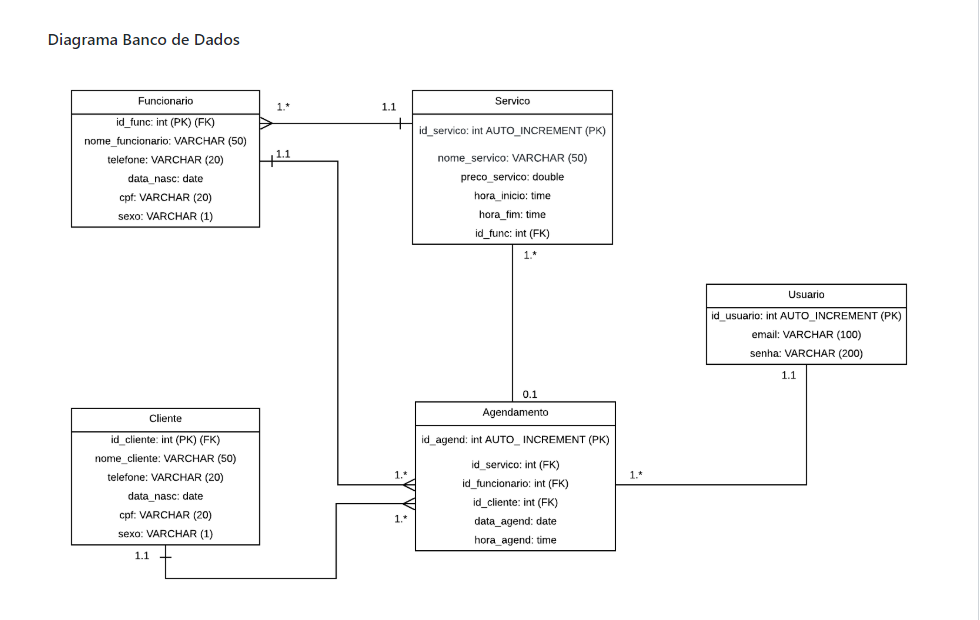 Diagrama Banco de Dados
Funcionario
id_func: int (PK) (FK)
nome_funcionario: VARCHAR (50)
telefone: VARCHAR (20)
data_nasc: date
cpf: VARCHAR (20)
sexo: VARCHAR (1)
1.*
1.1
1.1
Servico
id_servico: int AUTO_INCREMENT (PK)
nome_servico: VARCHAR (50)
preco_servico: double
hora_inicio: time
hora_fim: time
id_func: int (FK)
1.*
0.1
Usuario
id_usuario: int AUTO_INCREMENT (PK)
email: VARCHAR (100)
senha: VARCHAR (200)
1.1
Cliente
id_cliente: int (PK) (FK)
nome_cliente: VARCHAR (50)
telefone: VARCHAR (20)
data_nasc: date
cpf: VARCHAR (20)
sexo: VARCHAR (1)
1.1
1.*
1.*
Agendamento
id_agend: int AUTO_ INCREMENT (PK)
id_servico: int (FK)
id_funcionario: int (FK)
id_cliente: int (FK)
data_agend: date
hora_agend: time
1.*